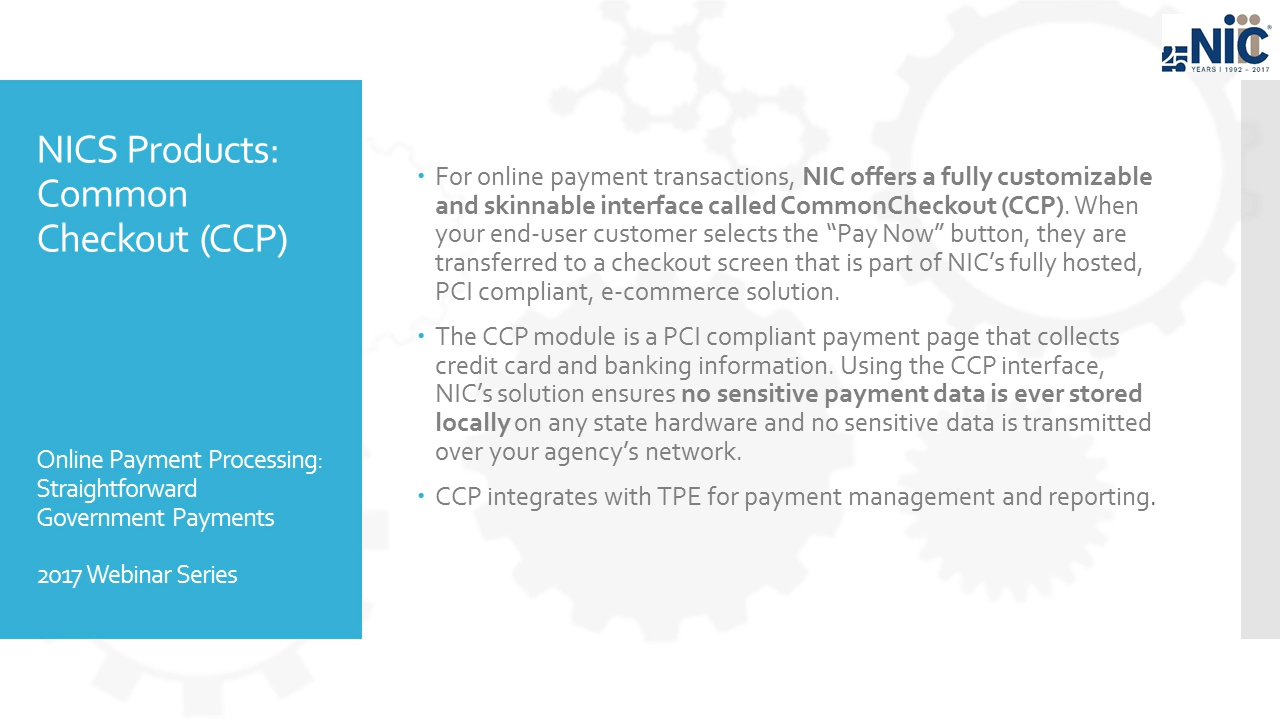 NIC
25
YEARS | 1992 – 2017
NICS Products:
Common
Checkout (CCP)
Online Payment Processing:
Straightforward
Government Payments
2017 Webinar Series
• For online payment transactions, NIC offers a fully customizable
and skinnable interface called CommonCheckout (CCP). When
your end-user customer selects the “Pay Now” button, they are
transferred to a checkout screen that is part of NIC’s fully hosted,
PCI compliant, e-commerce solution.
• The CCP module is a PCI compliant payment page that collects
credit card and banking information. Using the CCP interface,
NIC’s solution ensures no sensitive payment data is ever stored
locally on any state hardware and no sensitive data is transmitted
over your agency’s network.
• CCP integrates with TPE for payment management and reporting.